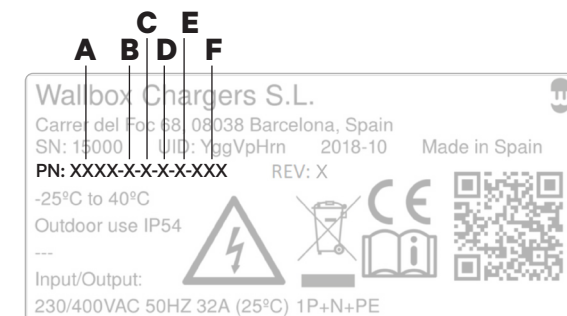 C E
A B D F
Wallbox Chargers S.L.
Carrer del Foc 68, 08038 Barcelona, Spain
SN: 15000 UID: YggVpHrn 2018-10 Made in Spain
PN: XXXX-X-X-X-X-XXX REV: X
-25ºC to 40ºC
Outdoor use IP54
---
Input/Output:
230/400VAC 50HZ 32A (25ºC) 1P+N+PE
CE
i